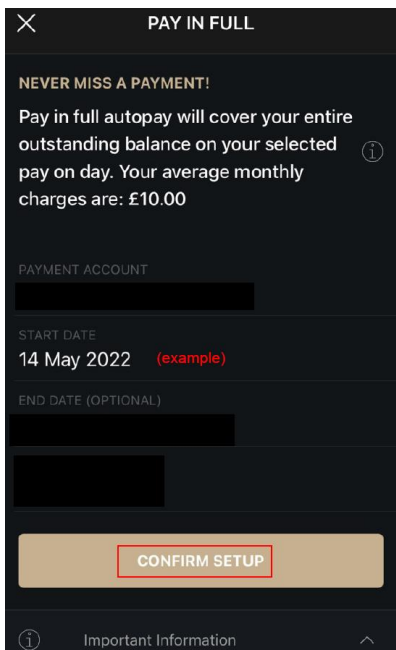 PAY IN FULL
NEVER MISS A PAYMENT!
Pay in full autopay will cover your entire
outstanding balance on your selected
pay on day. Your average monthly
charges are: £10.00
PAYMENT ACCOUNT
START DATE
14 May 2022 (example)
END DATE (OPTIONAL)
CONFIRM SETUP
Important Information